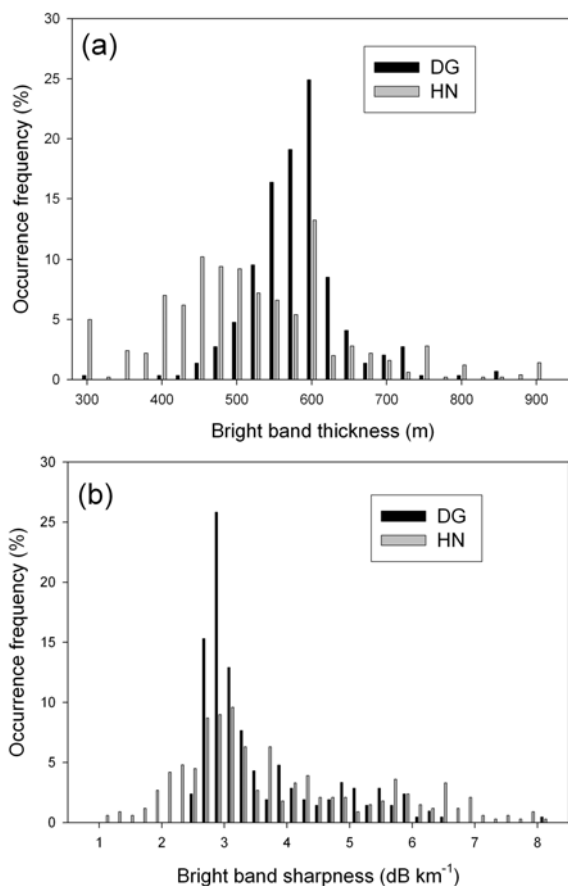 (a)
DG
HN
Occurrence frequency (%)
30
25
20
15
10
5
0
300 400 500 600 700 800 900
Bright band thickness (m)
(b)
DG
HN
Occurrence frequency (%)
30
25
20
15
10
5
0
1 2 3 4 5 6 7 8
Bright band sharpness (dB km⁻¹)